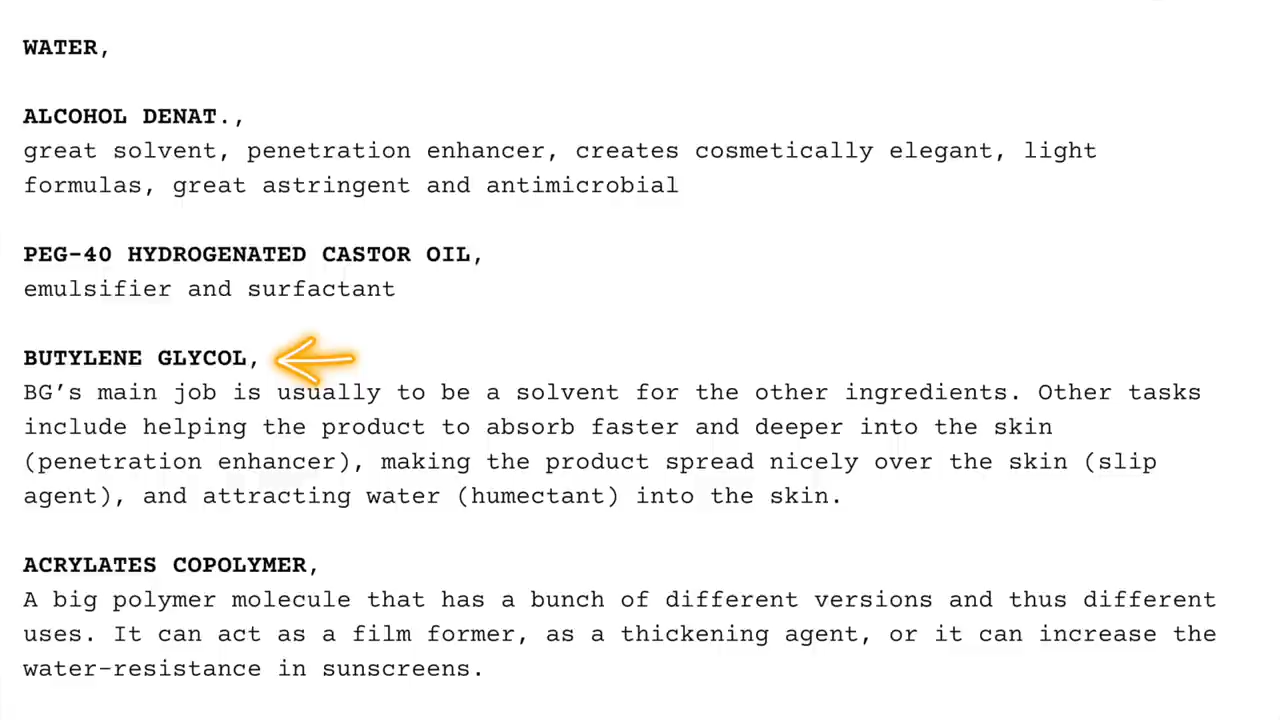 WATER,
ALCOHOL DENAT.,
great solvent, penetration enhancer, creates cosmetically elegant, light
formulas, great astringent and antimicrobial
PEG-40 HYDROGENATED CASTOR OIL,
emulsifier and surfactant
BUTYLENE GLYCOL,
BG’s main job is usually to be a solvent for the other ingredients. Other tasks
include helping the product to absorb faster and deeper into the skin
(penetration enhancer), making the product spread nicely over the skin (slip
agent), and attracting water (humectant) into the skin.
ACRYLATES COPOLYMER,
A big polymer molecule that has a bunch of different versions and thus different
uses. It can act as a film former, as a thickening agent, or it can increase the
water-resistance in sunscreens.